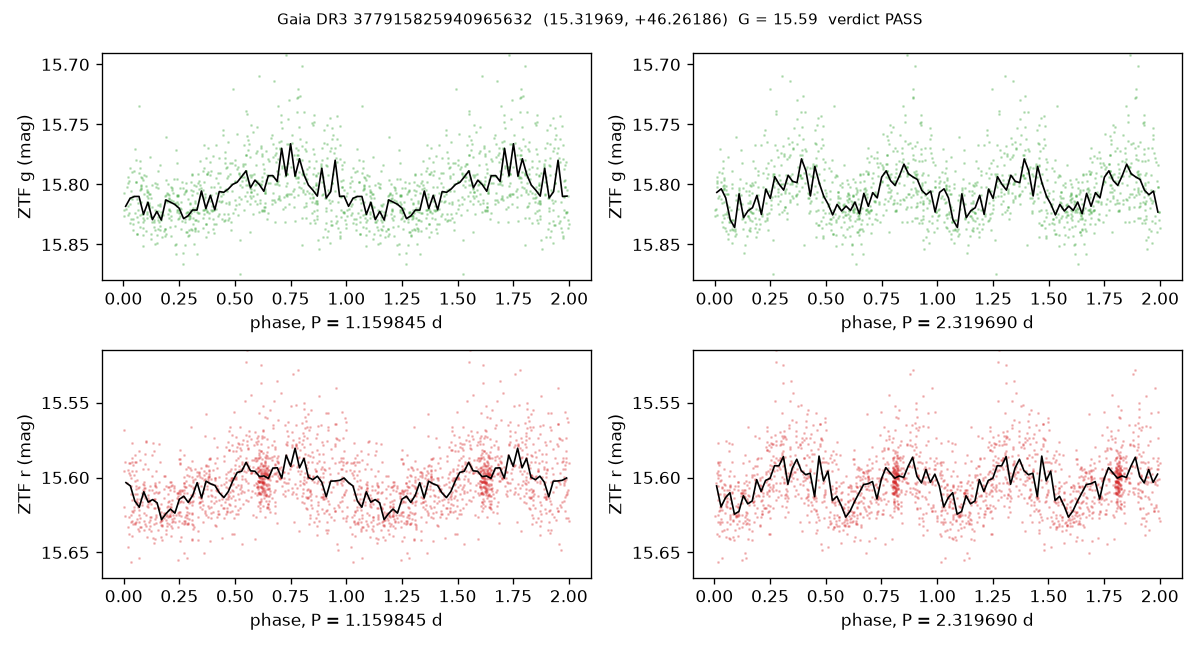 Gaia DR3 377915825940965632 (15.31969, +46.26186) G = 15.59 verdict PASS
ZTF g (mag)
15.70
15.75
15.80
15.85
0.00 0.25 0.50 0.75 1.00 1.25 1.50 1.75 2.00
phase, P = 1.159845 d
ZTF g (mag)
15.70
15.75
15.80
15.85
0.00 0.25 0.50 0.75 1.00 1.25 1.50 1.75 2.00
phase, P = 2.319690 d
ZTF r (mag)
15.55
15.60
15.65
0.00 0.25 0.50 0.75 1.00 1.25 1.50 1.75 2.00
phase, P = 1.159845 d
ZTF r (mag)
15.55
15.60
15.65
0.00 0.25 0.50 0.75 1.00 1.25 1.50 1.75 2.00
phase, P = 2.319690 d